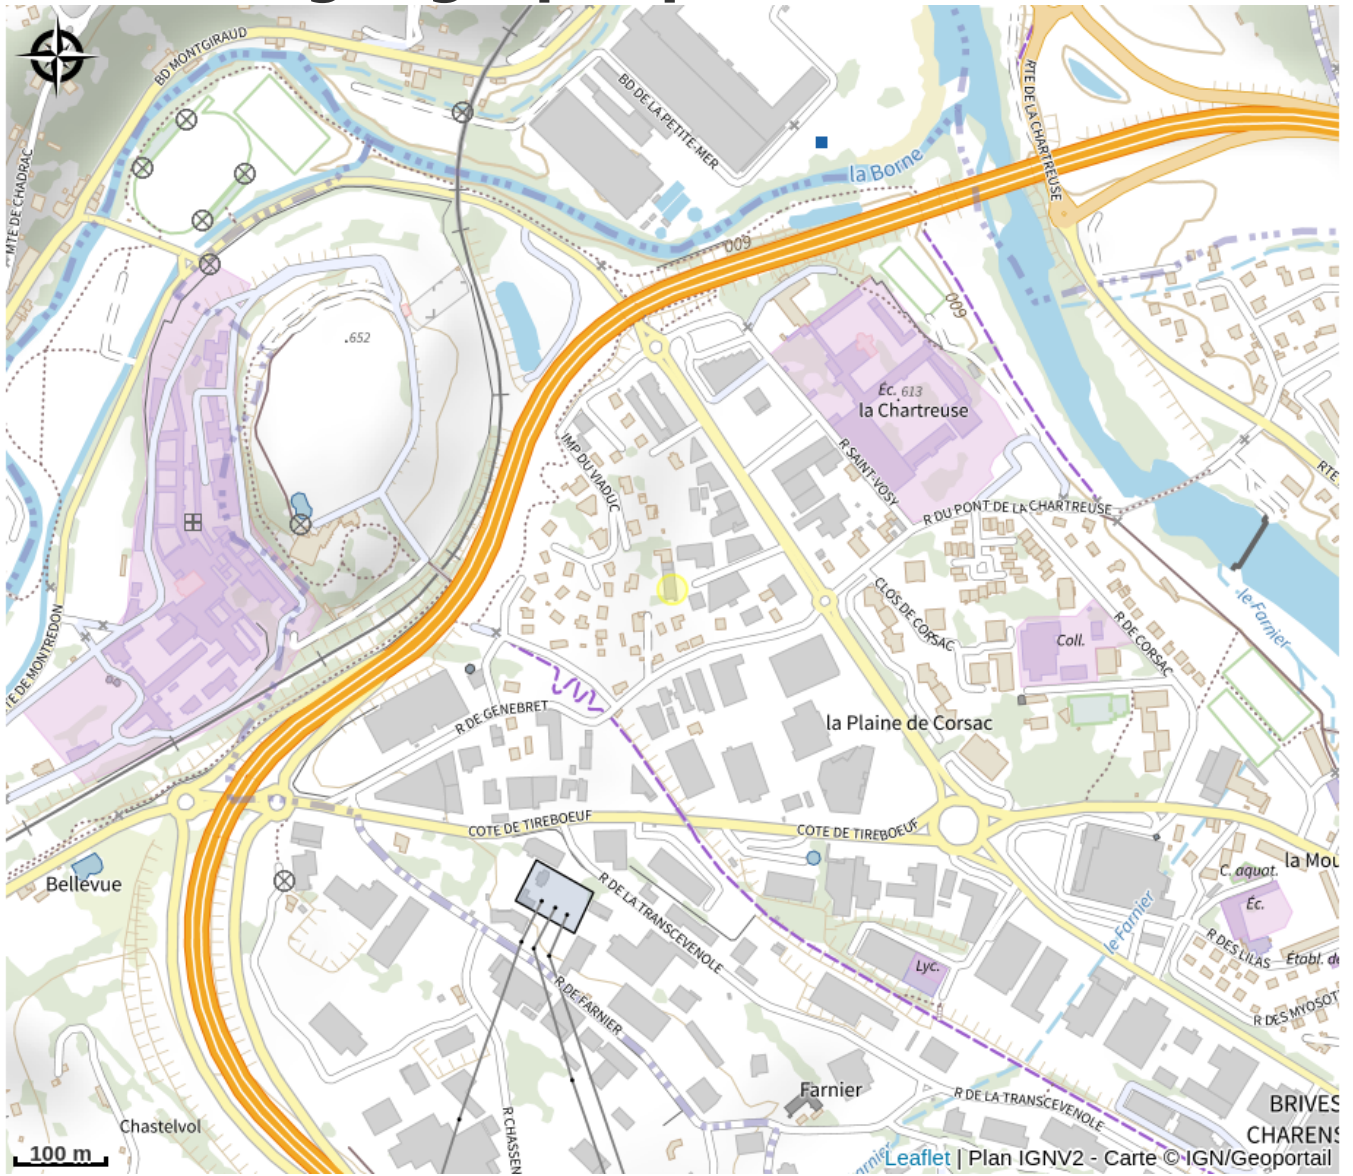 BD MONTGIRAUD
BD DE LA PETITE-MER
RTE DE LA CHARTREUSE
MTE DE CHADRAC
la Borne
600
600
.652
Éc. 613
la Chartreuse
IMP DU VIADUC
R SAINT-VOSY
R DU PONT DE LA CHARTREUSE
RTE
CLOS DE CORSAC
R DE CORSAC
Coll.
le Farnier
TE DE MONTREDON
R DE GENEBRET
la Plaine de Corsac
COTE DE TIREBOEUF
COTE DE TIREBOEUF
Bellevue
la Mou
C. aquat.
Éc.
R DE LA TRANSCEVENOLE
le Farnier
R DES LILAS
Établ. de
Lyc.
R DE FARNIER
R DES MYOSOT
Farnier
R DE LA TRANSCEVENOLE
R CHASSEN
Chastelvol
BRIVES
CHARENS
100 m
Leaflet | Plan IGNV2 - Carte © IGN/Geoportail